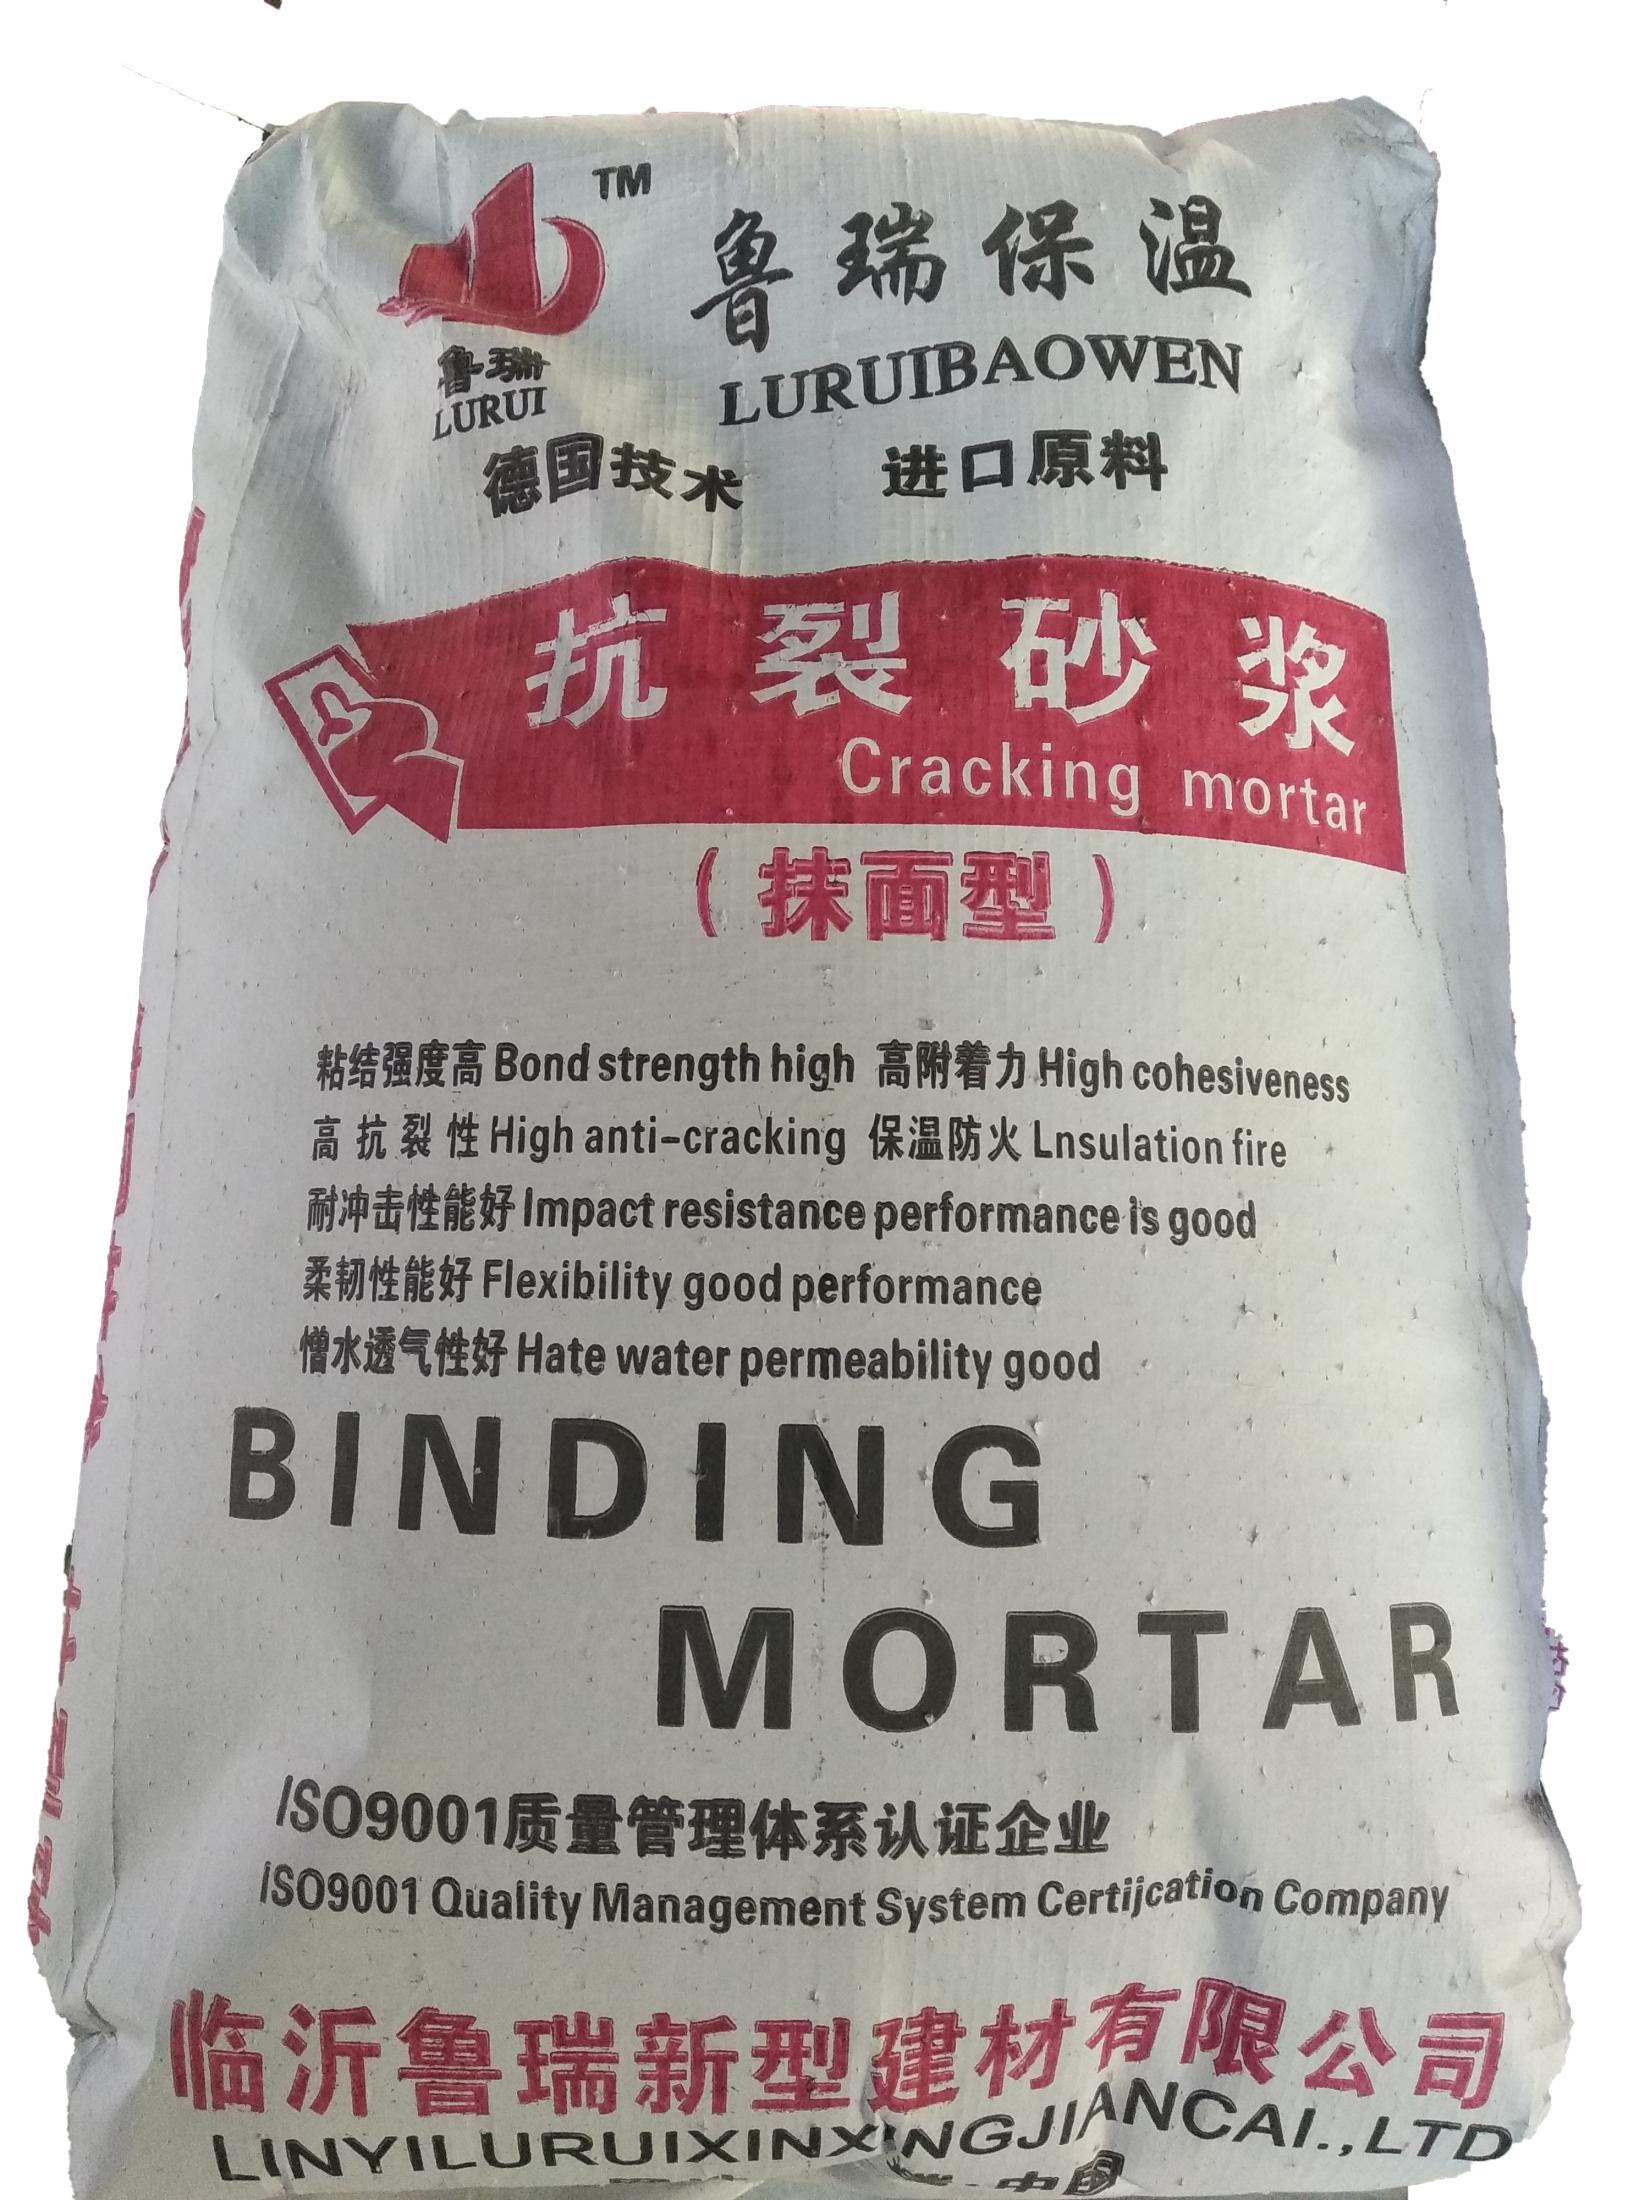 TM
鲁瑞保温
LURUIBAOWEN
鲁瑞
LURUI
德国技术 进口原料
抗裂砂浆
Cracking mortar
(抹面型)
粘结强度高 Bond strength high 高附着力 High cohesiveness
高抗裂性 High anti-cracking 保温防火 Lnsulation fire
耐冲击性能好 Impact resistance performance is good
柔韧性能好 Flexibility good performance
憎水透气性好 Hate water permeability good
BINDING
MORTAR
ISO9001质量管理体系认证企业
ISO9001 Quality Management System Certijcation Company
临沂鲁瑞新型建材有限公司
LINYILURUIXINXINGJIANCAI.,LTD
中国